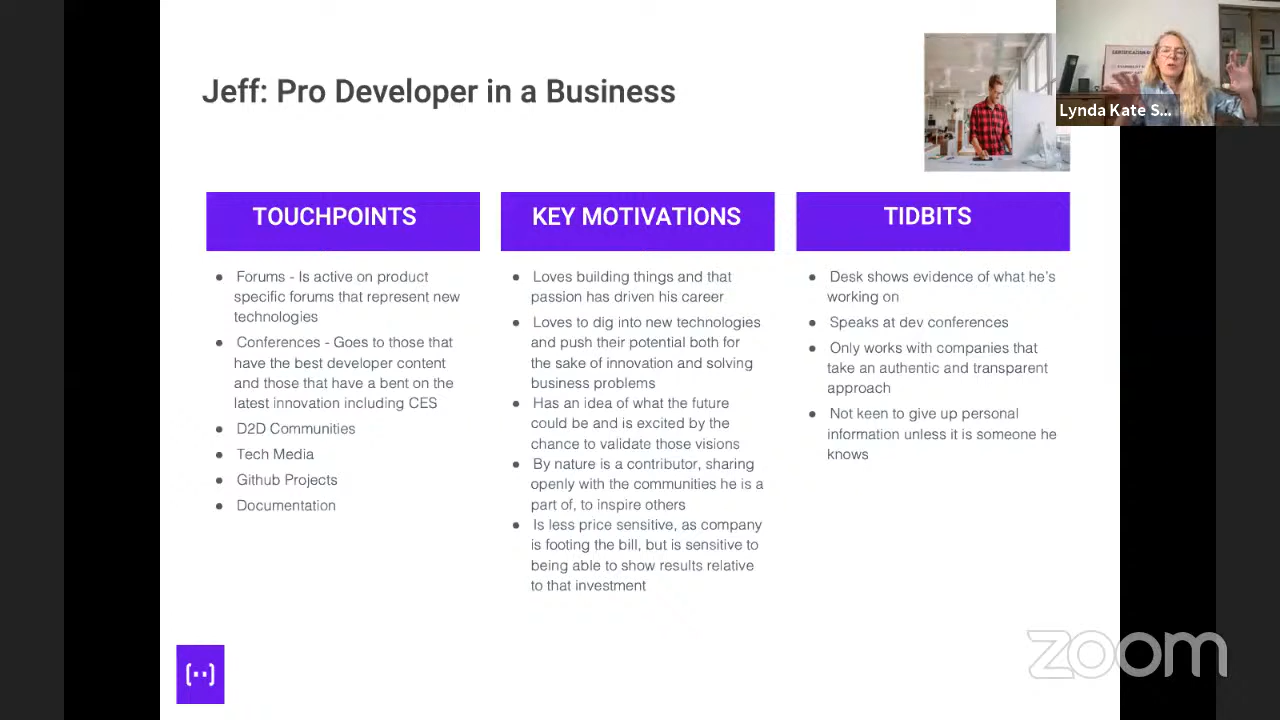 Jeff: Pro Developer in a Business
Lynda Kate S...
TOUCHPOINTS
Forums - Is active on product
specific forums that represent new
technologies
Conferences - Goes to those that
have the best developer content
and those that have a bent on the
latest innovation including CES
D2D Communities
Tech Media
Github Projects
Documentation
KEY MOTIVATIONS
Loves building things and that
passion has driven his career
Loves to dig into new technologies
and push their potential both for
the sake of innovation and solving
business problems
Has an idea of what the future
could be and is excited by the
chance to validate those visions
By nature is a contributor, sharing
openly with the communities he is a
part of, to inspire others
Is less price sensitive, as company
is footing the bill, but is sensitive to
being able to show results relative
to that investment
TIDBITS
Desk shows evidence of what he's
working on
Speaks at dev conferences
Only works with companies that
take an authentic and transparent
approach
Not keen to give up personal
information unless it is someone he
knows
zoom